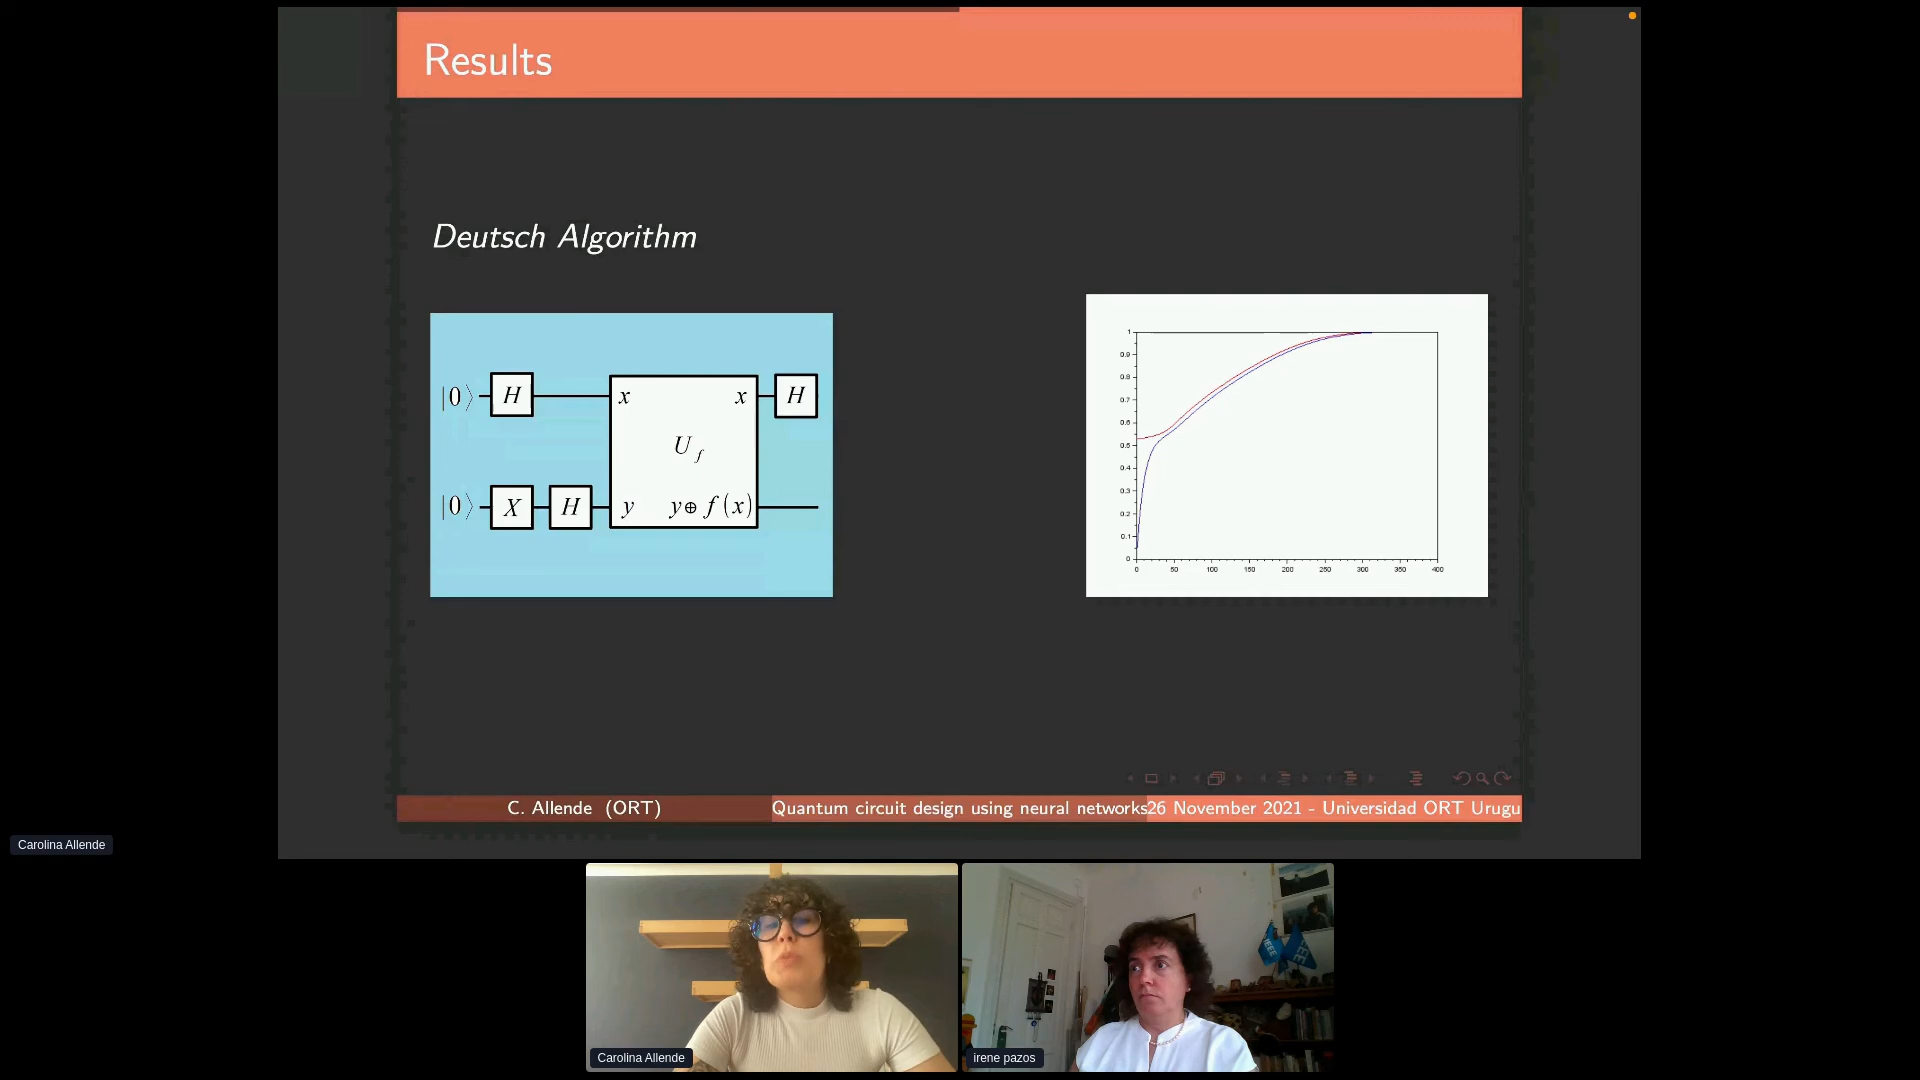 Results
Deutsch Algorithm
|0⟩ H x x H
U f
|0⟩ X H y y⊕ f (x)
1
0.9
0.8
0.7
0.6
0.5
0.4
0.3
0.2
0.1
0
0 50 100 150 200 250 300 350 400
C. Allende (ORT) Quantum circuit design using neural networks 26 November 2021 - Universidad ORT Urugu
Carolina Allende
IEEE
IEEE
Carolina Allende
irene pazos